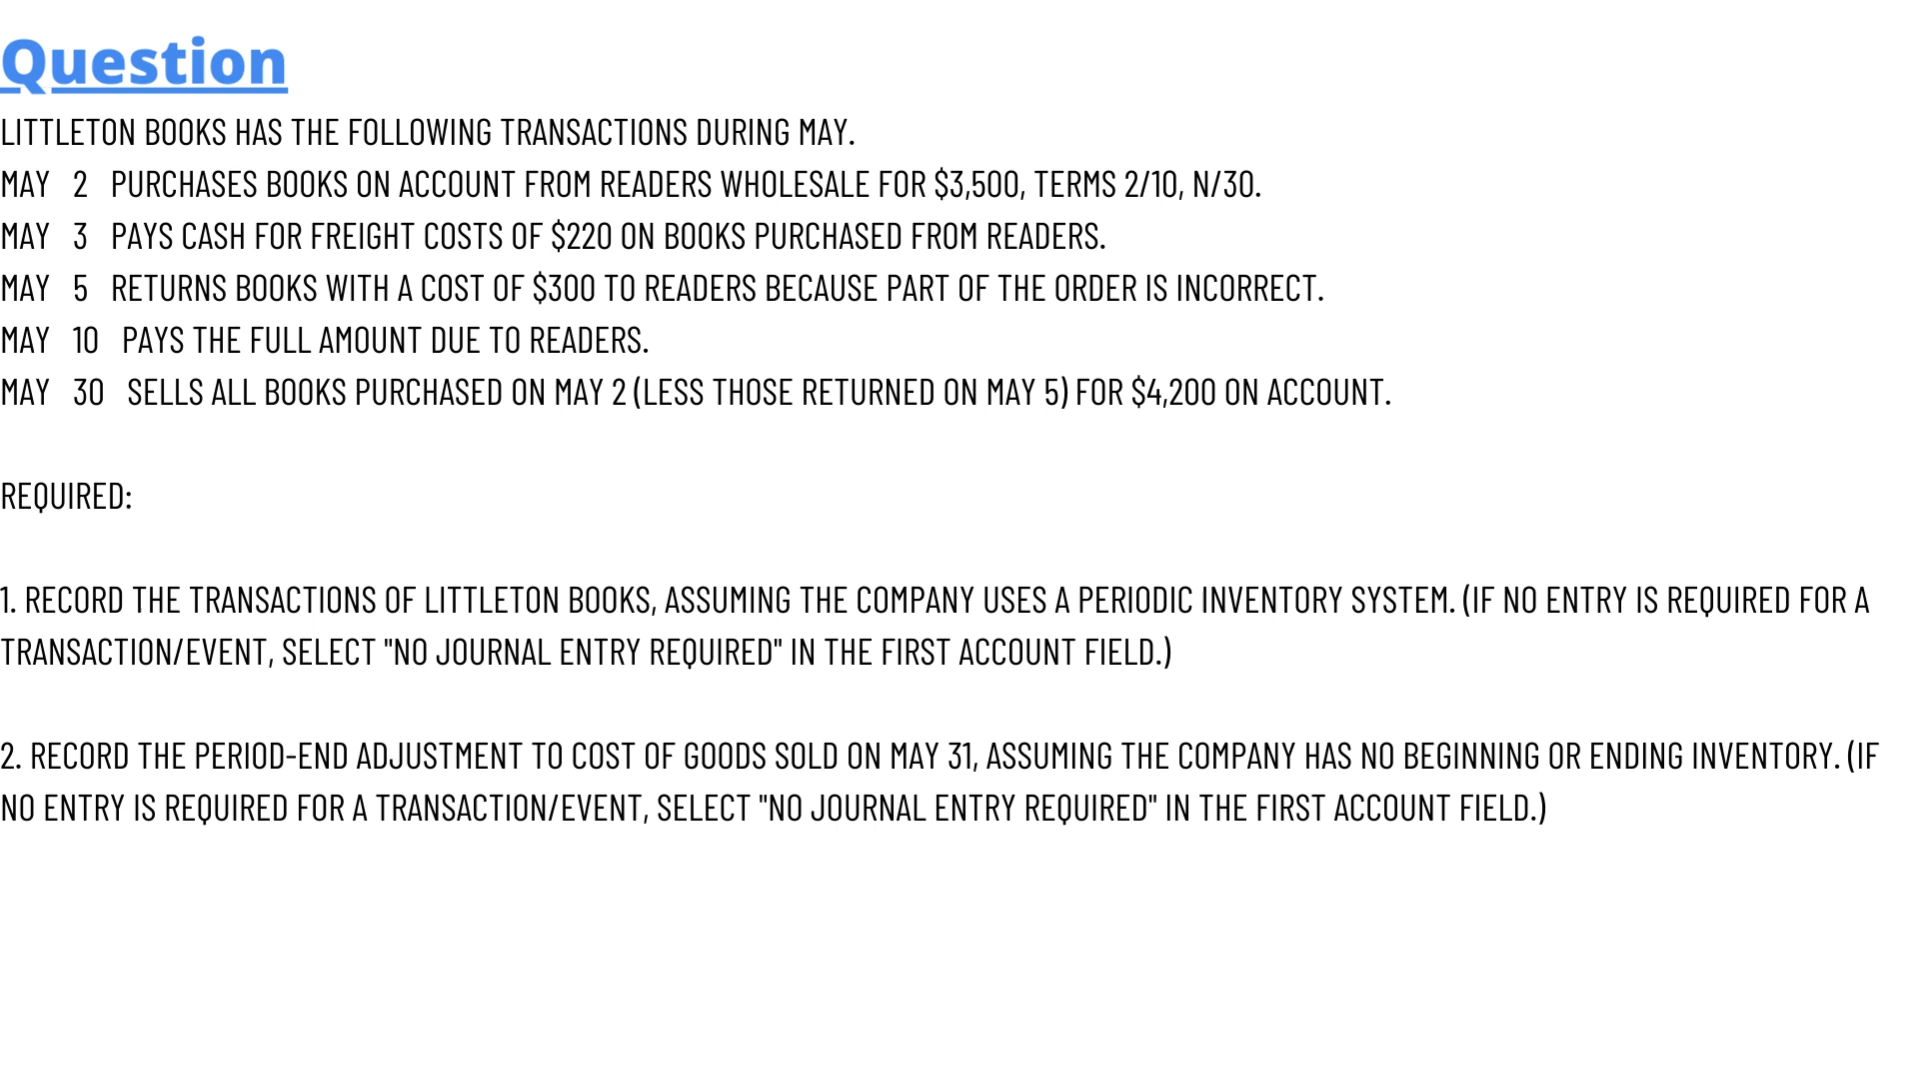 Question
LITTLETON BOOKS HAS THE FOLLOWING TRANSACTIONS DURING MAY.
MAY 2 PURCHASES BOOKS ON ACCOUNT FROM READERS WHOLESALE FOR $3,500, TERMS 2/10, N/30.
MAY 3 PAYS CASH FOR FREIGHT COSTS OF $220 ON BOOKS PURCHASED FROM READERS.
MAY 5 RETURNS BOOKS WITH A COST OF $300 TO READERS BECAUSE PART OF THE ORDER IS INCORRECT.
MAY 10 PAYS THE FULL AMOUNT DUE TO READERS.
MAY 30 SELLS ALL BOOKS PURCHASED ON MAY 2 (LESS THOSE RETURNED ON MAY 5) FOR $4,200 ON ACCOUNT.
REQUIRED:
1. RECORD THE TRANSACTIONS OF LITTLETON BOOKS, ASSUMING THE COMPANY USES A PERIODIC INVENTORY SYSTEM. (IF NO ENTRY IS REQUIRED FOR A
TRANSACTION/EVENT, SELECT "NO JOURNAL ENTRY REQUIRED" IN THE FIRST ACCOUNT FIELD.)
2. RECORD THE PERIOD-END ADJUSTMENT TO COST OF GOODS SOLD ON MAY 31, ASSUMING THE COMPANY HAS NO BEGINNING OR ENDING INVENTORY. (IF
NO ENTRY IS REQUIRED FOR A TRANSACTION/EVENT, SELECT "NO JOURNAL ENTRY REQUIRED" IN THE FIRST ACCOUNT FIELD.)